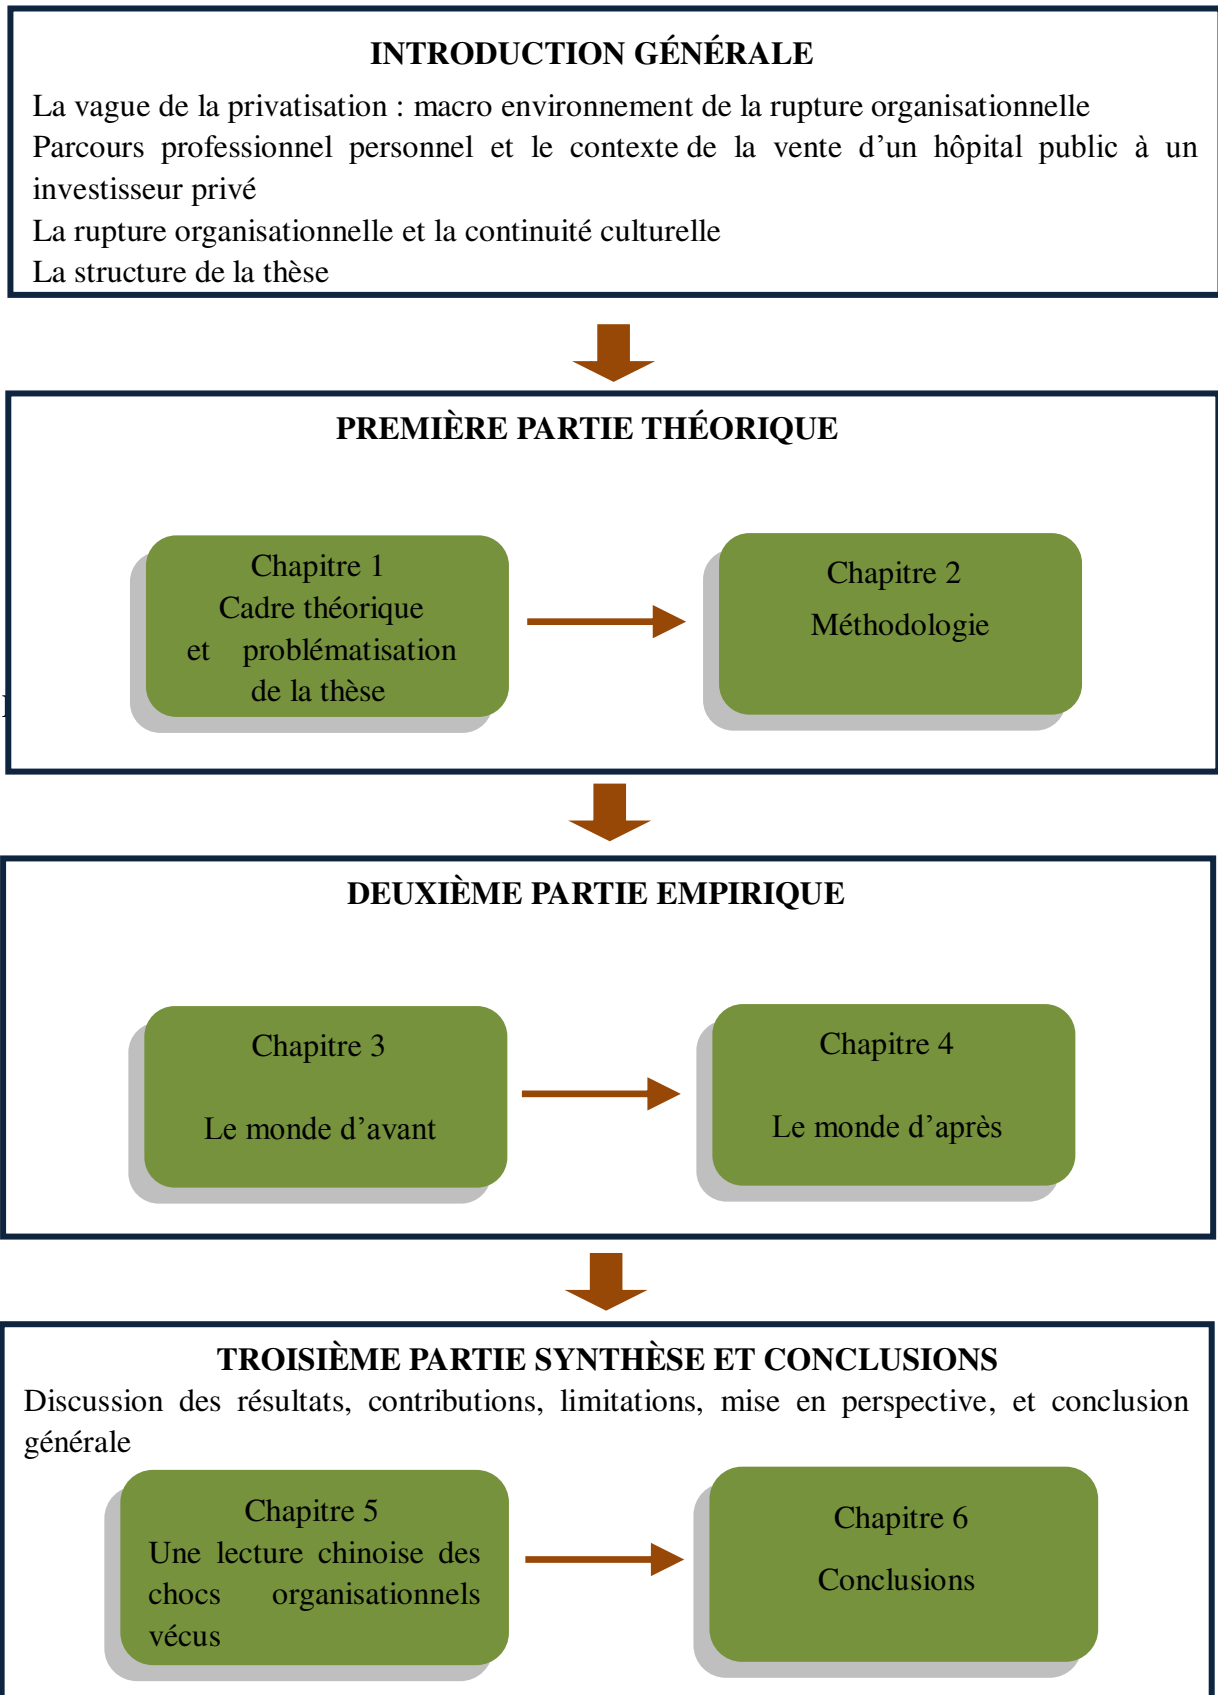 INTRODUCTION GÉNÉRALE
La vague de la privatisation : macro environnement de la rupture organisationnelle
Parcours professionnel personnel et le contexte de la vente d’un hôpital public à un
investisseur privé
La rupture organisationnelle et la continuité culturelle
La structure de la thèse
PREMIÈRE PARTIE THÉORIQUE
Chapitre 1
Cadre théorique
et problématisation
de la thèse
Chapitre 2
Méthodologie
DEUXIÈME PARTIE EMPIRIQUE
Chapitre 3
Le monde d’avant
Chapitre 4
Le monde d’après
TROISIÈME PARTIE SYNTHÈSE ET CONCLUSIONS
Discussion des résultats, contributions, limitations, mise en perspective, et conclusion
générale
Chapitre 5
Une lecture chinoise des
chocs organisationnels
vécus
Chapitre 6
Conclusions